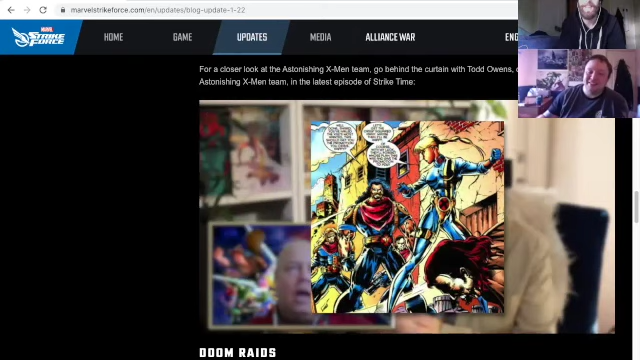 marvelstrikeforce.com/en/updates/blog-update-1-22
MARVEL
STRIKE
FORCE
HOME
GAME
UPDATES
MEDIA
ALLIANCE WAR
ENG
For a closer look at the Astonishing X-Men team, go behind the curtain with Todd Owens,
Astonishing X-Men team, in the latest episode of Strike Time:
DOOM RAIDS